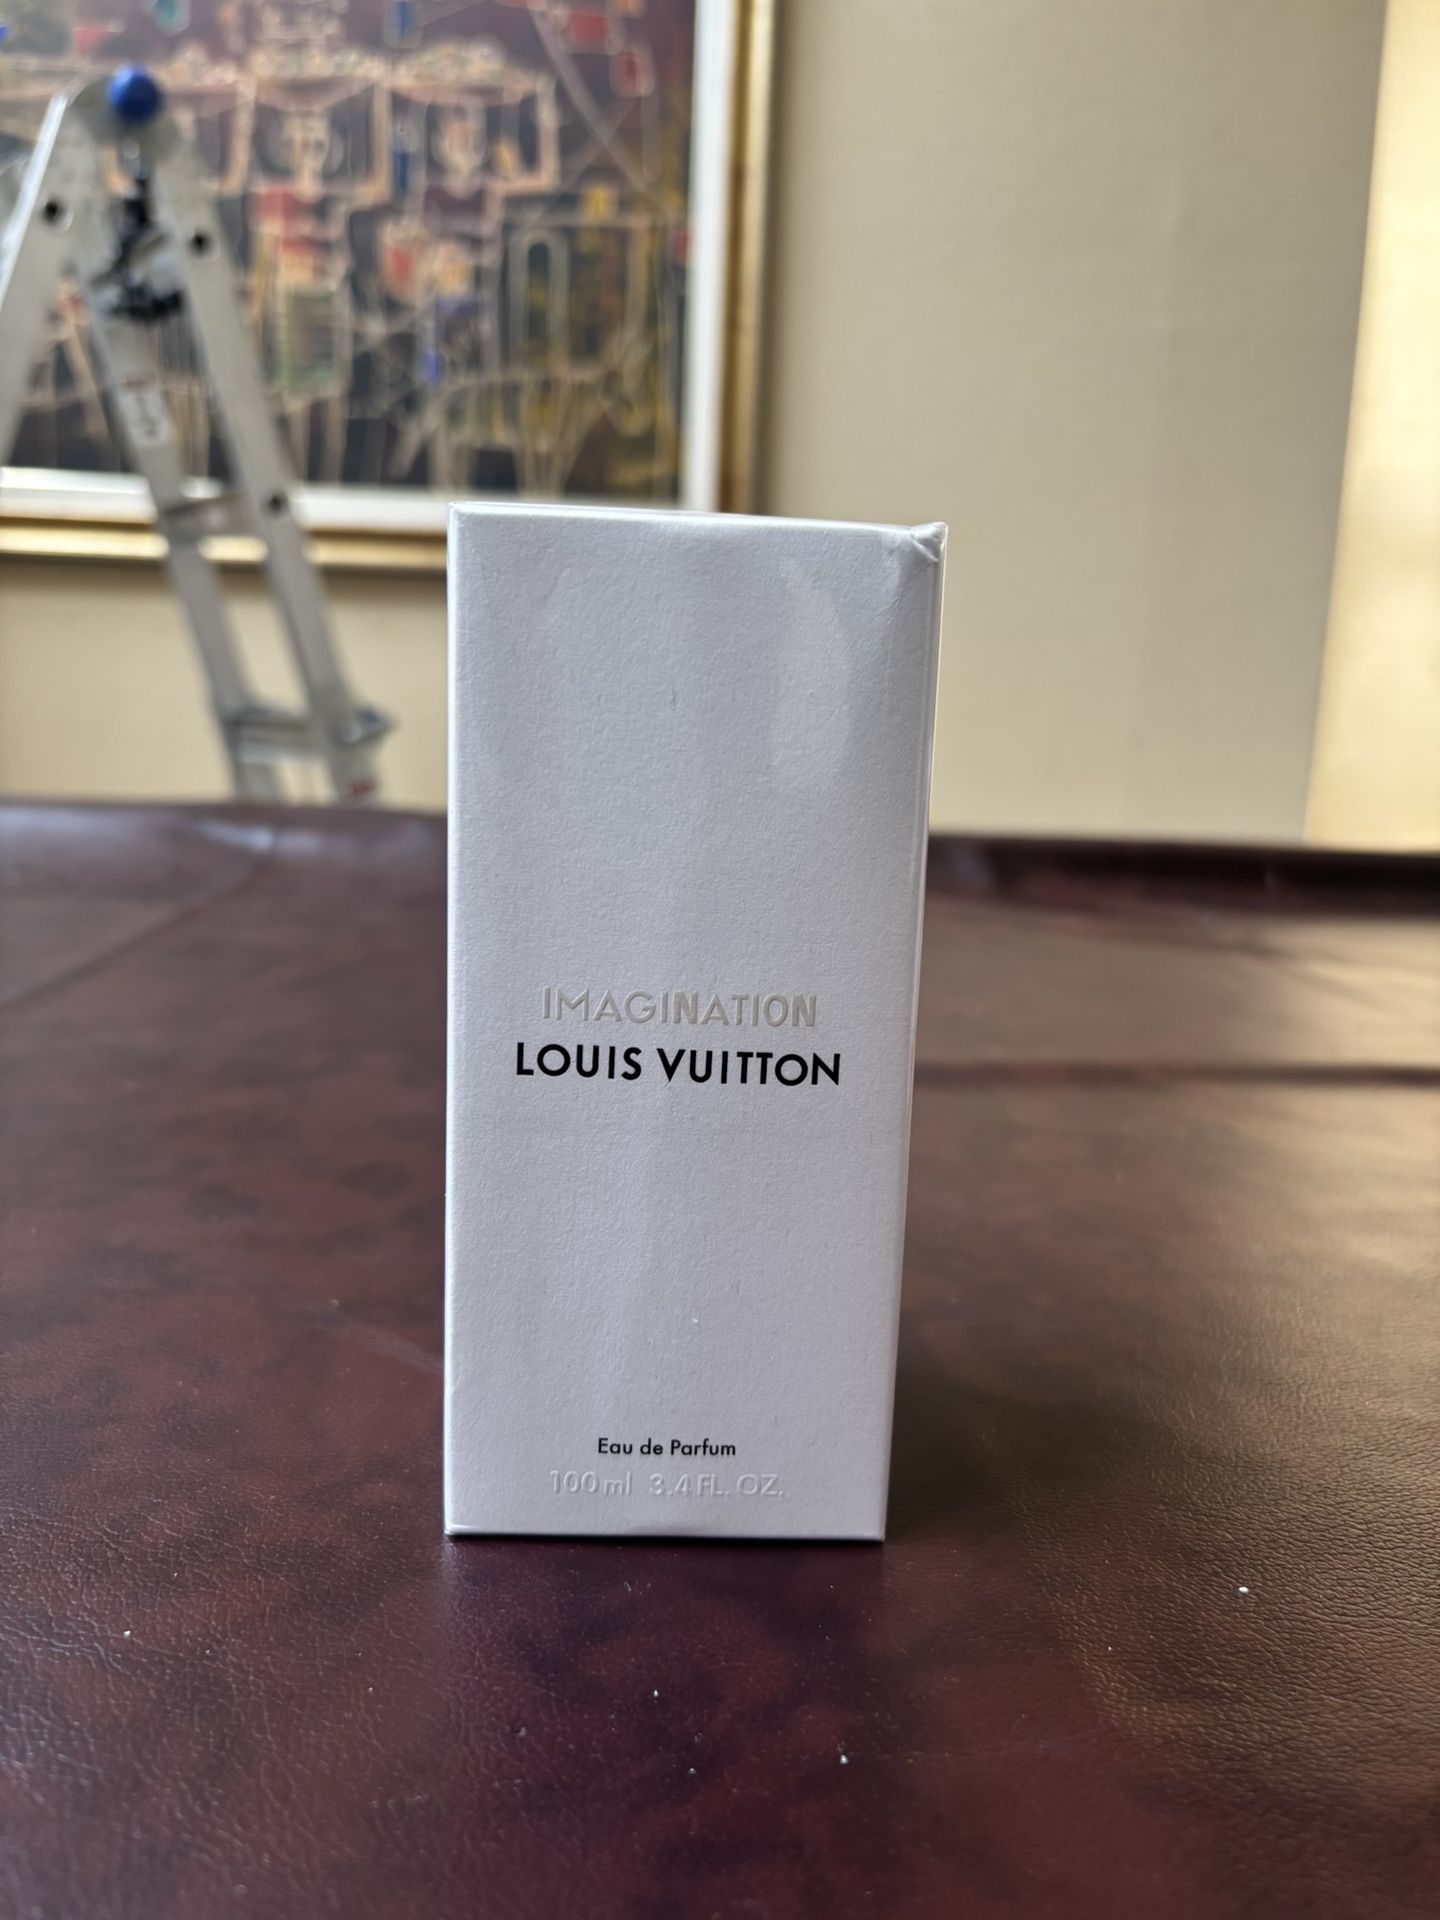 IMAGINATION
LOUIS VUITTON
Eau de Parfum
100ml 3.4 FL. OZ.